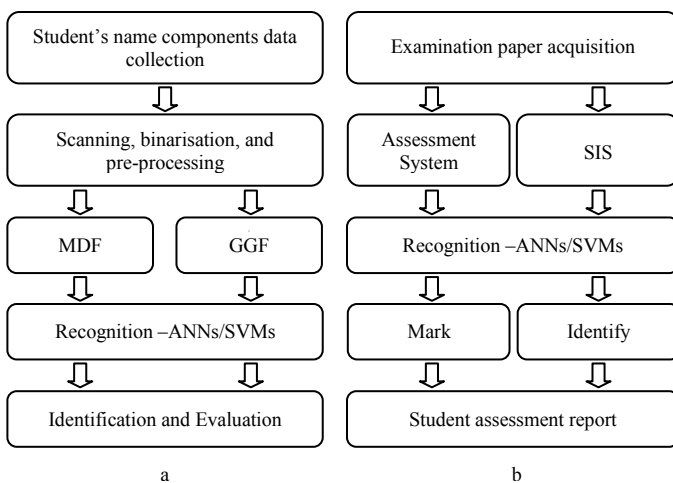 Student’s name components data
collection
Scanning, binarisation, and
pre-processing
MDF
GGF
Recognition –ANNs/SVMs
Identification and Evaluation
a
Examination paper acquisition
Assessment
System
SIS
Recognition –ANNs/SVMs
Mark
Identify
Student assessment report
b